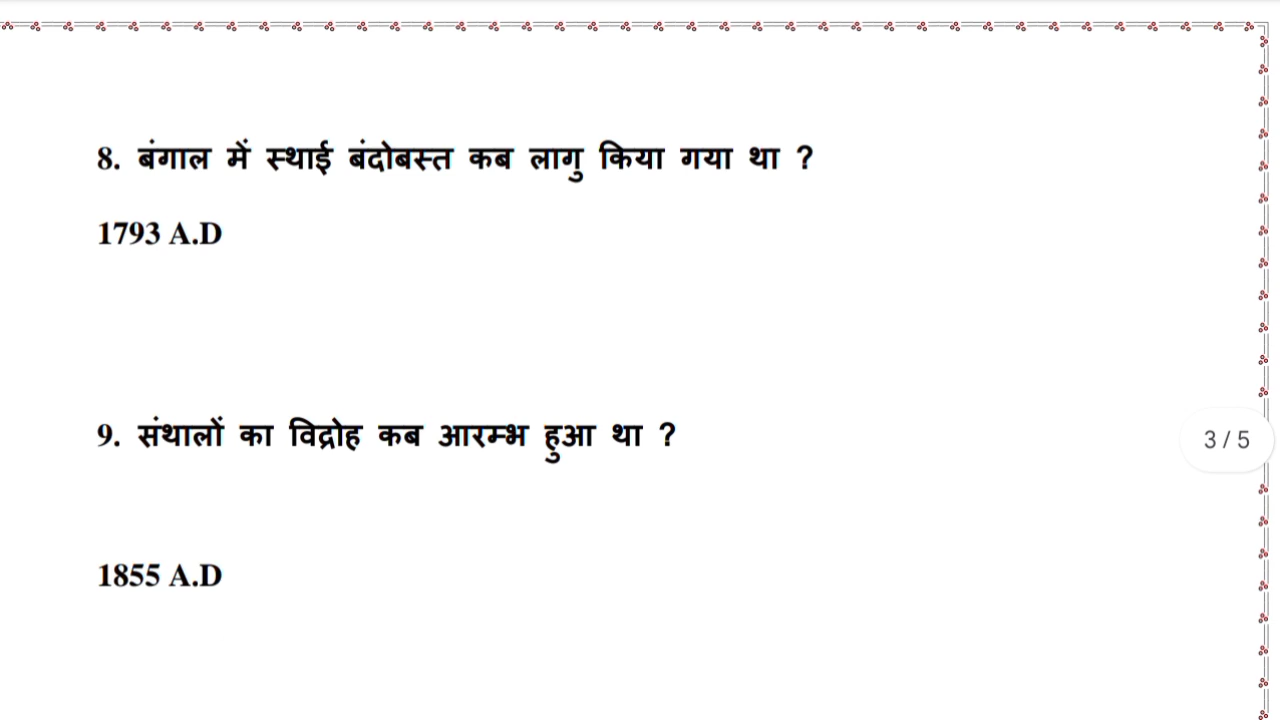 8. बंगाल में स्थाई बंदोबस्त कब लागु किया गया था ?
1793 A.D
9. संथालों का विद्रोह कब आरम्भ हुआ था ?
3 / 5
1855 A.D